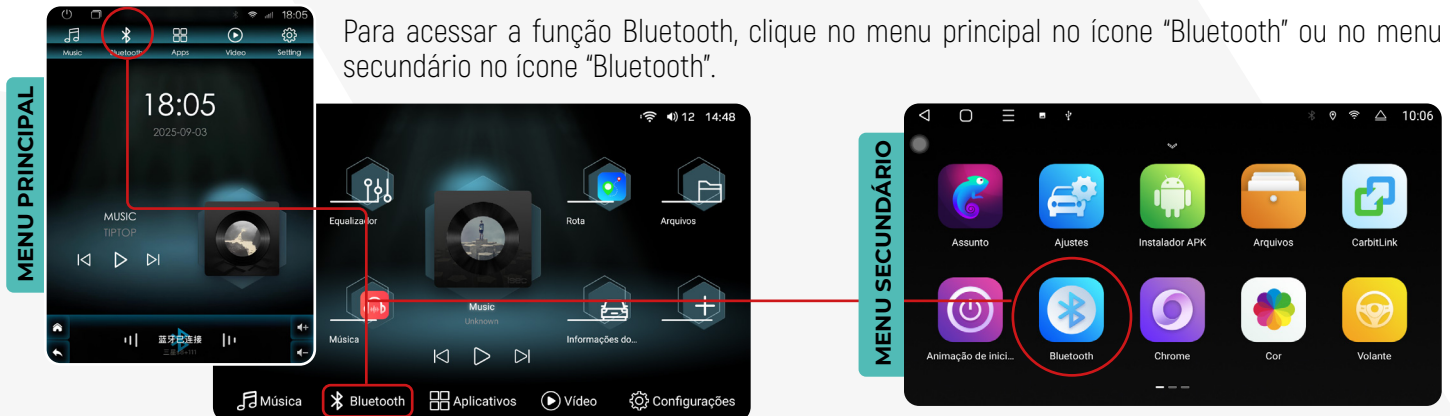 Para acessar a função Bluetooth, clique no menu principal no ícone "Bluetooth" ou no menu
secundário no ícone "Bluetooth".
MENU PRINCIPAL
18:05
Music Bluetooth Apps Video Setting
18:05
2025-09-03
MUSIC
TIPTOP
蓝牙已连接
12 14:48
Equalizador
Rota
Arquivos
Music
Unknown
Música
Informações do...
Música Bluetooth Aplicativos Vídeo Configurações
MENU SECUNDÁRIO
10:06
Assunto Ajustes Instalador APK Arquivos CarbitLink
Animação de inici... Bluetooth Chrome Cor Volante